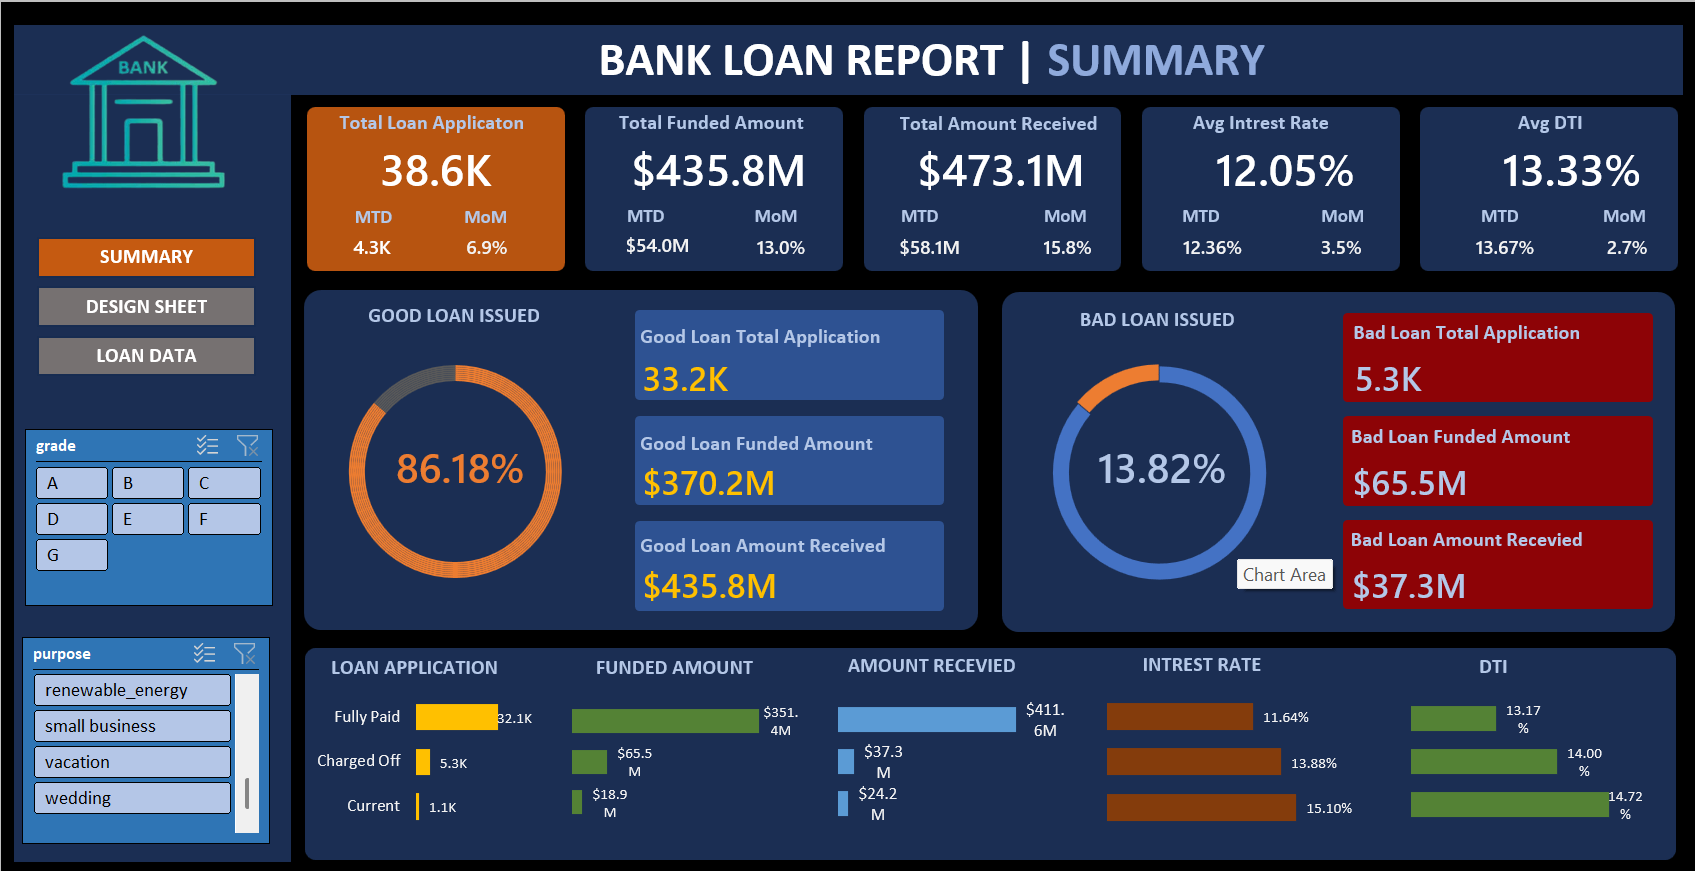 BANK
BANK LOAN REPORT | SUMMARY
SUMMARY
DESIGN SHEET
LOAN DATA
grade
A B C
D E F
G
purpose
renewable_energy
small business
vacation
wedding
Total Loan Applicaton
38.6K
MTD MoM
4.3K 6.9%
Total Funded Amount
$435.8M
MTD MoM
$54.0M 13.0%
Total Amount Received
$473.1M
MTD MoM
$58.1M 15.8%
Avg Intrest Rate
12.05%
MTD MoM
12.36% 3.5%
Avg DTI
13.33%
MTD MoM
13.67% 2.7%
GOOD LOAN ISSUED
86.18%
Good Loan Total Application
33.2K
Good Loan Funded Amount
$370.2M
Good Loan Amount Received
$435.8M
BAD LOAN ISSUED
13.82%
Chart Area
Bad Loan Total Application
5.3K
Bad Loan Funded Amount
$65.5M
Bad Loan Amount Recevied
$37.3M
LOAN APPLICATION
Fully Paid 32.1K
Charged Off 5.3K
Current 1.1K
FUNDED AMOUNT
$351.
4M
$65.5
M
$18.9
M
AMOUNT RECEVIED
$411.
6M
$37.3
M
$24.2
M
INTREST RATE
11.64%
13.88%
15.10%
DTI
13.17
%
14.00
%
14.72
%